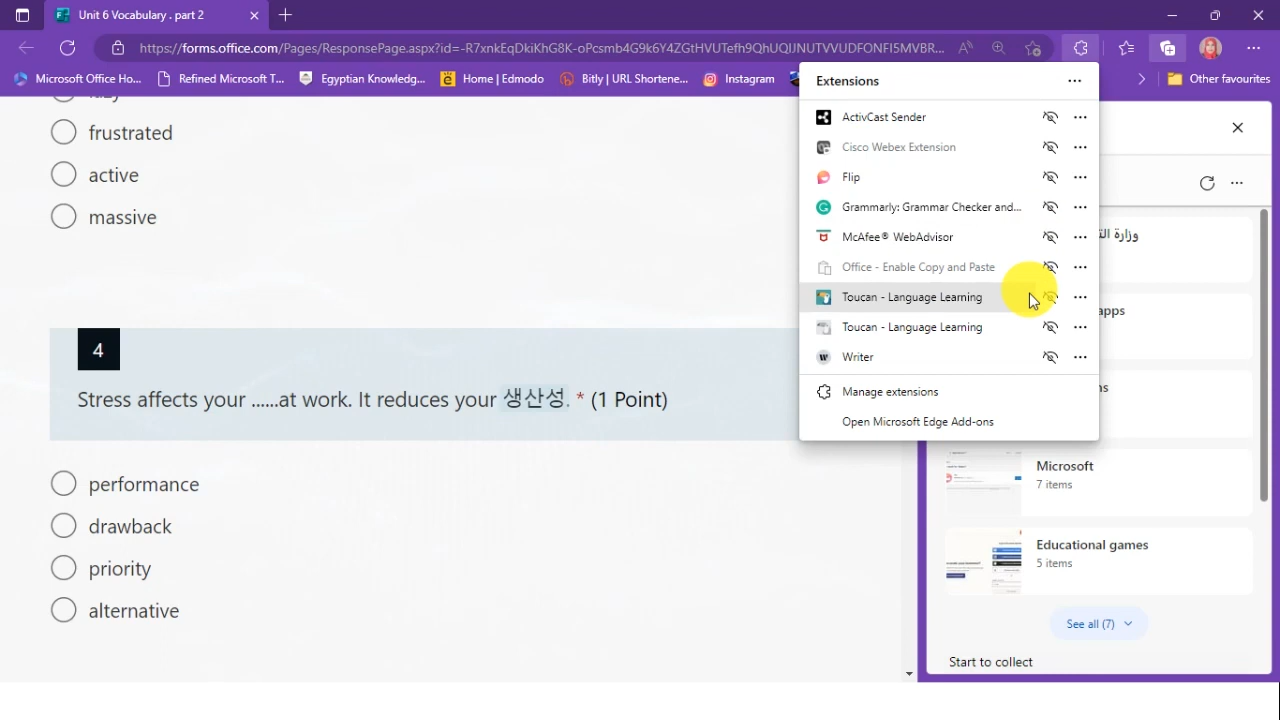 Unit 6 Vocabulary . part 2
https://forms.office.com/Pages/ResponsePage.aspx?id=-R7xnkEqDkiKhG8K-oPcsmb4G9k6Y4ZGtHVUTefh9QhUQIJNUTVVUDFONFI5MVBR...
Microsoft Office Ho...
Refined Microsoft T...
Egyptian Knowledg...
Home | Edmodo
Bitly | URL Shortene...
Instagram
Other favourites
frustrated
active
massive
4
Stress affects your ......at work. It reduces your 생산성. * (1 Point)
performance
drawback
priority
alternative
Extensions
ActivCast Sender
Cisco Webex Extension
Flip
Grammarly: Grammar Checker and...
McAfee® WebAdvisor
Office - Enable Copy and Paste
Toucan - Language Learning
Toucan - Language Learning
Writer
Manage extensions
Open Microsoft Edge Add-ons
وزارة
apps
Microsoft
7 items
Educational games
5 items
See all (7)
Start to collect